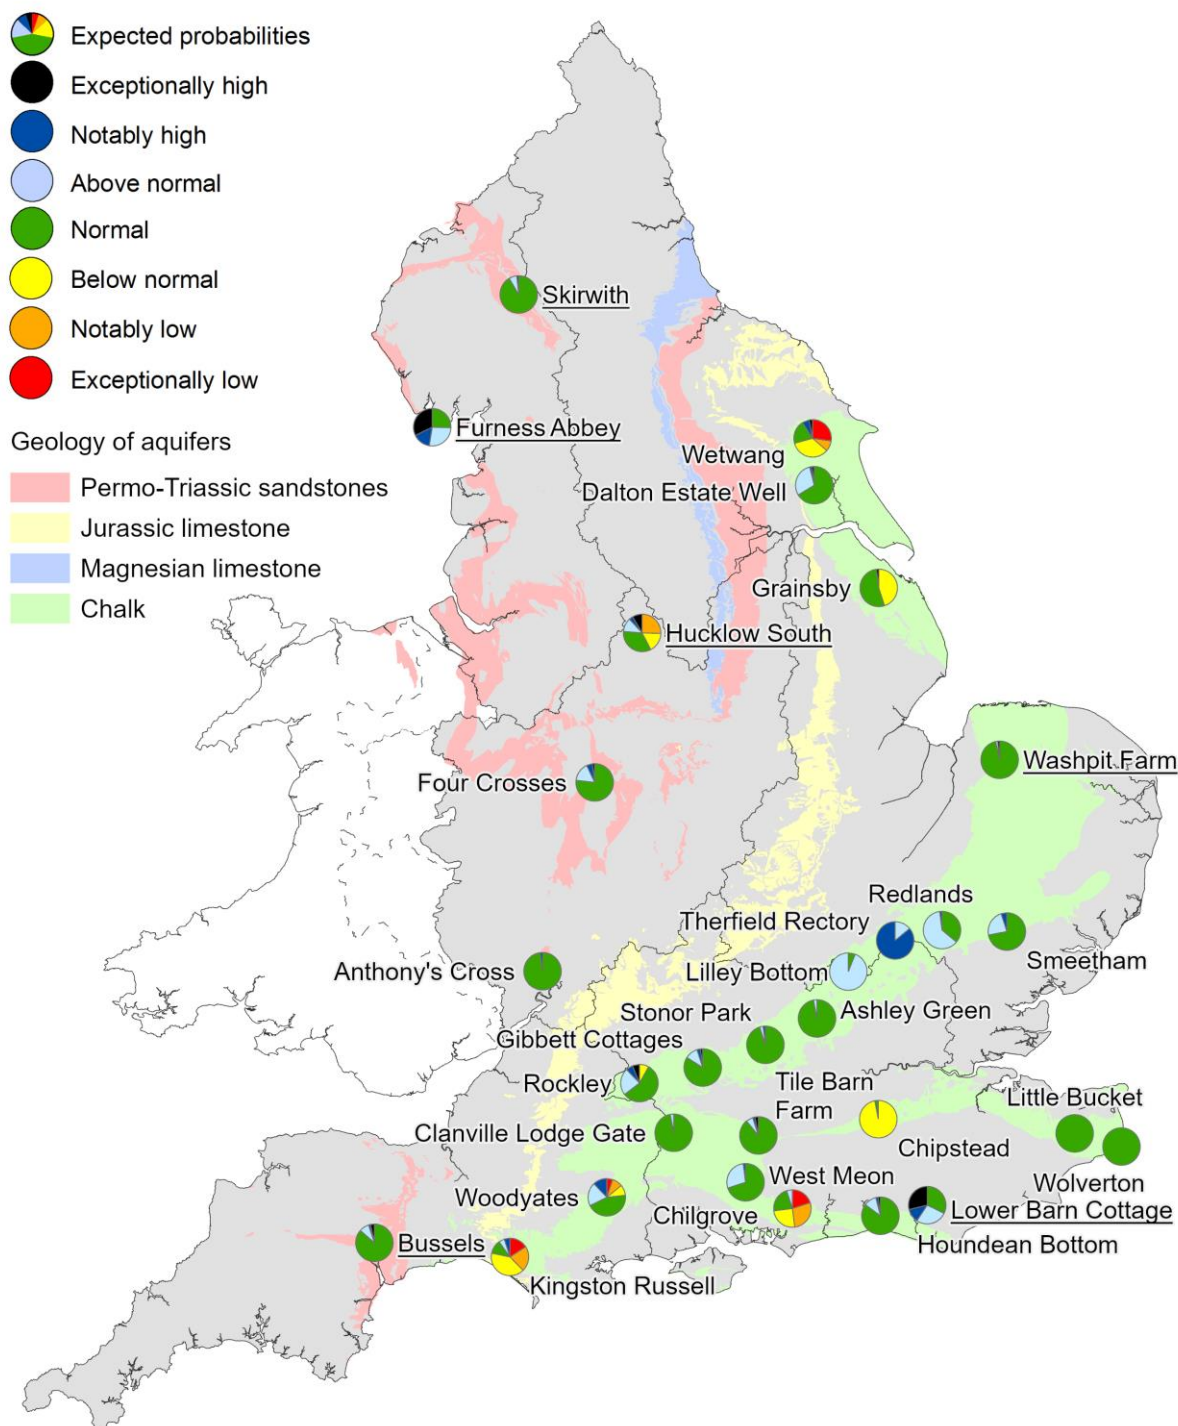 Expected probabilities
Exceptionally high
Notably high
Above normal
Normal
Below normal
Notably low
Exceptionally low
Geology of aquifers
Permo-Triassic sandstones
Jurassic limestone
Magnesian limestone
Chalk
Skirwith
Furness Abbey
Wetwang
Dalton Estate Well
Grainsby
Hucklow South
Washpit Farm
Four Crosses
Redlands
Therfield Rectory
Smeetham
Lilley Bottom
Anthony's Cross
Stonor Park
Ashley Green
Gibbett Cottages
Rockley
Tile Barn
Farm
Little Bucket
Clanville Lodge Gate
Chipstead
West Meon
Wolverton
Woodyates
Chilgrove
Lower Barn Cottage
Houndean Bottom
Bussels
Kingston Russell